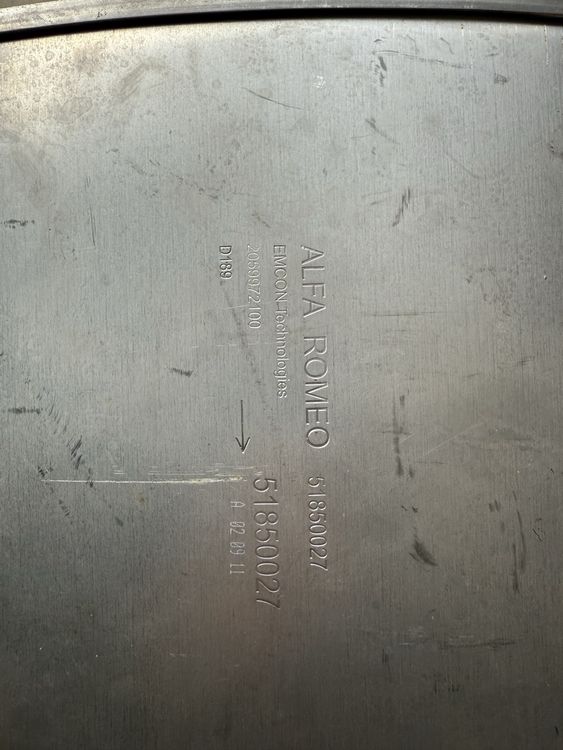 ALFA ROMEO 51850027
EMCON Technologies
51850027
2059972100
D189
A 02 09 11